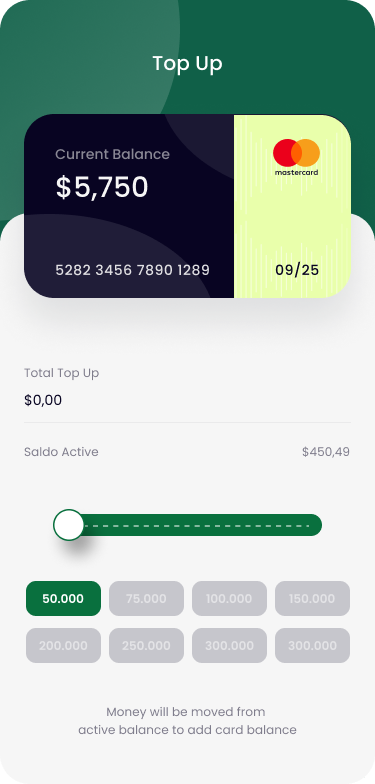 Top Up
Current Balance
$5,750
mastercard
5282 3456 7890 1289
09/25
Total Top Up
$0,00
Saldo Active
$450,49
50.000
75.000
100.000
150.000
200.000
250.000
300.000
300.000
Money will be moved from
active balance to add card balance